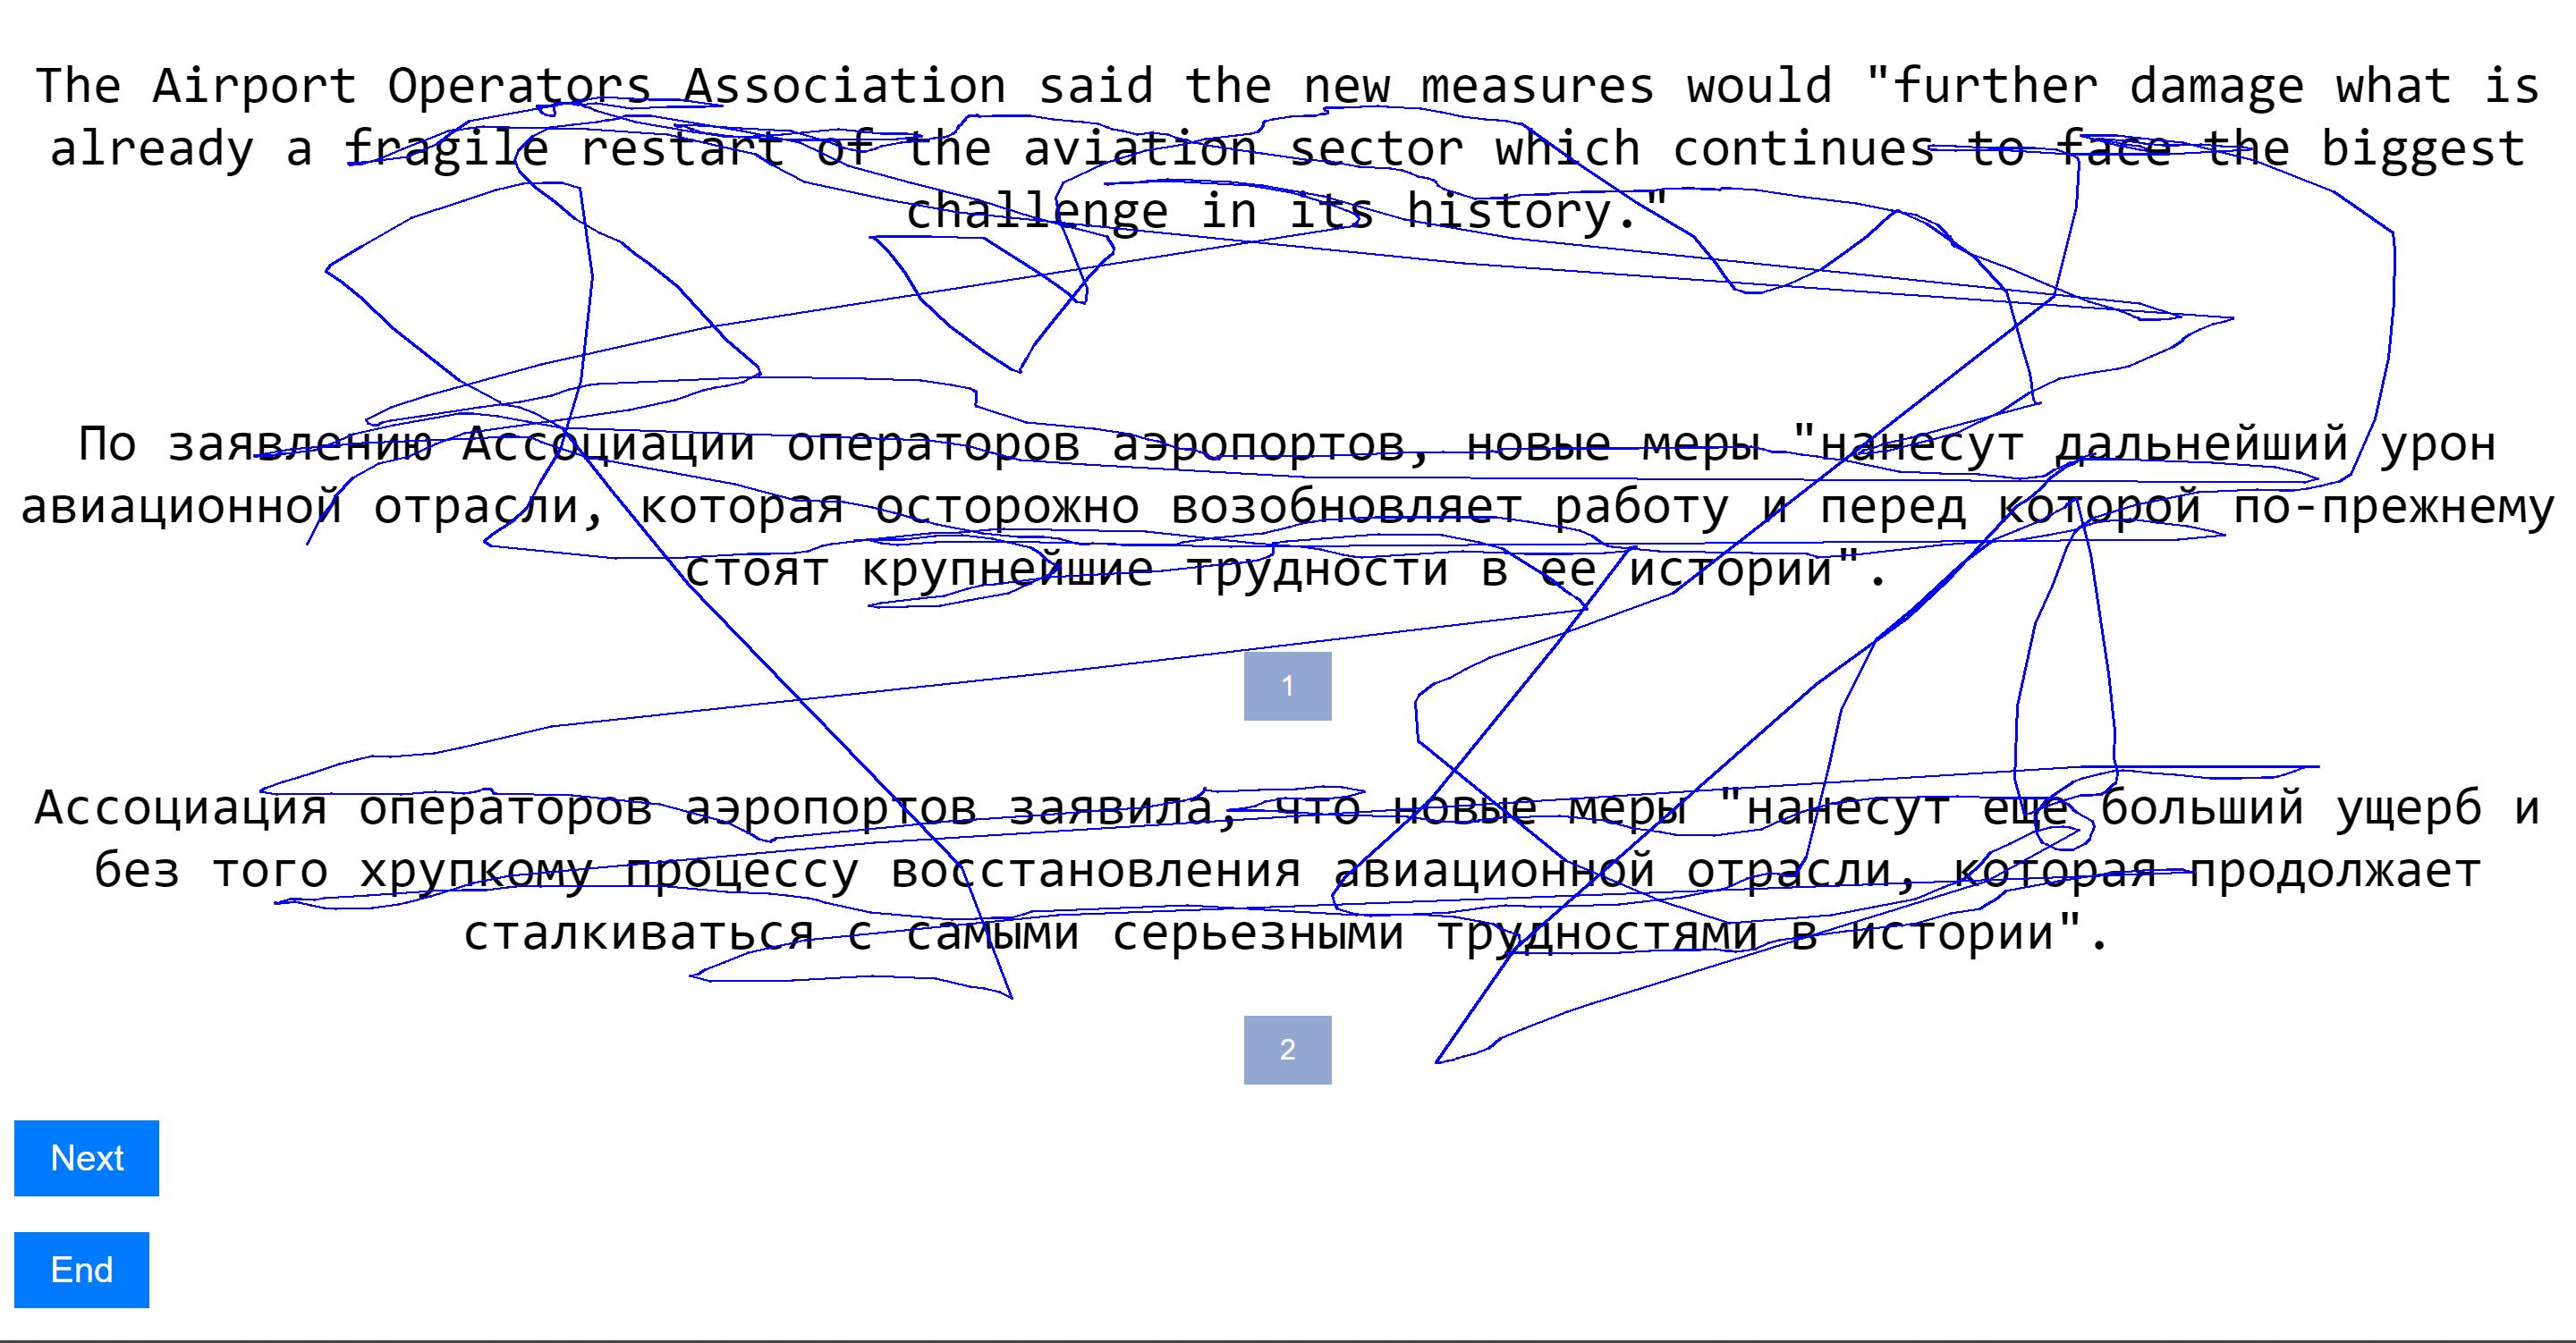 The Airport Operators Association said the new measures would "further damage what is
already a fragile restart of the aviation sector which continues to face the biggest
challenge in its history."
По заявлению Ассоциации операторов аэропортов, новые меры "нанесут дальнейший урон
авиационной отрасли, которая осторожно возобновляет работу и перед которой по-прежнему
стоят крупнейшие трудности в ее истории".
1
Ассоциация операторов аэропортов заявила, что новые меры "нанесут еще больший ущерб и
без того хрупкому процессу восстановления авиационной отрасли, которая продолжает
сталкиваться с самыми серьезными трудностями в истории".
2
Next
End